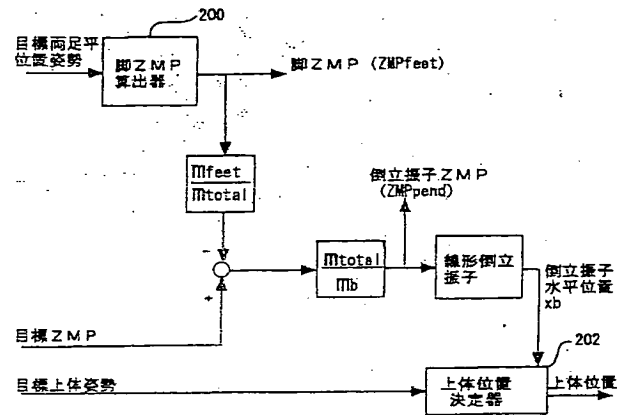 200
目標両足平
位置姿勢
脚ZMP
算出器
脚ZMP (ZMPfeet)
mfeet
mtotal
倒立振子ZMP
(ZMPpend)
-
+
mtotal
mb
線形倒立
振子
倒立振子
水平位置
xb
目標ZMP
202
目標上体姿勢
上体位置
決定器
上体位置